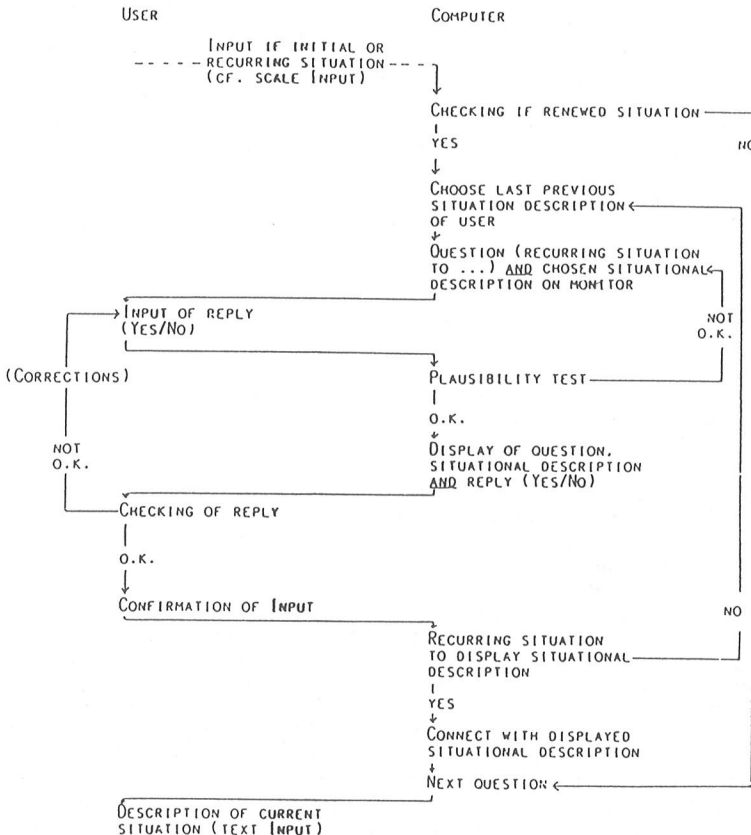 USER COMPUTER
INPUT IF INITIAL OR
RECURRING SITUATION
(CF. SCALE INPUT)
CHECKING IF RENEWED SITUATION
YES
NO
CHOOSE LAST PREVIOUS
SITUATION DESCRIPTION
OF USER
QUESTION (RECURRING SITUATION
TO ...) AND CHOSEN SITUATIONAL
DESCRIPTION ON MONITOR
INPUT OF REPLY
(YES/NO)
NOT
O.K.
(CORRECTIONS)
PLAUSIBILITY TEST
O.K.
NOT
O.K.
DISPLAY OF QUESTION.
SITUATIONAL DESCRIPTION
AND REPLY (YES/NO)
CHECKING OF REPLY
O.K.
CONFIRMATION OF INPUT
NO
RECURRING SITUATION
TO DISPLAY SITUATIONAL
DESCRIPTION
YES
CONNECT WITH DISPLAYED
SITUATIONAL DESCRIPTION
NEXT QUESTION
DESCRIPTION OF CURRENT
SITUATION (TEXT INPUT)